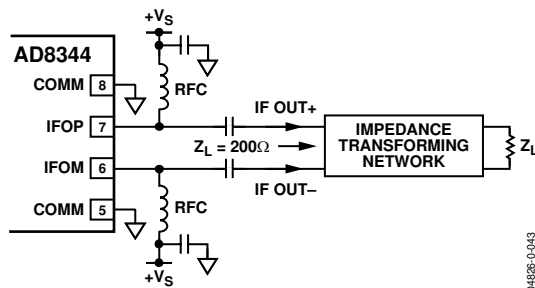 +VS
AD8344
COMM 8
RFC
IFOP 7
IF OUT+
ZL = 200Ω
IMPEDANCE
TRANSFORMING
NETWORK
ZL
IFOM 6
IF OUT–
COMM 5
RFC
+VS
04826-0-043